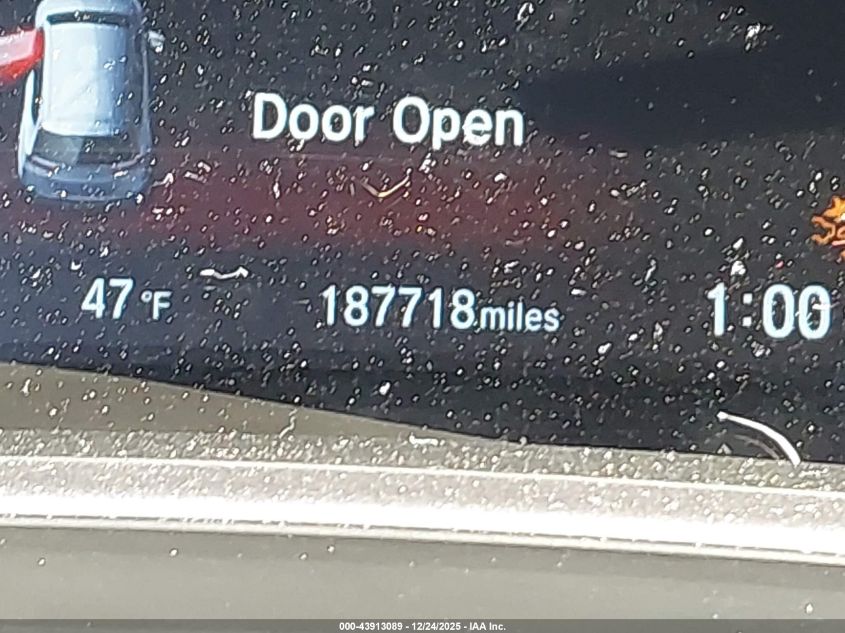 Door Open
47 °F 187718 miles 1:00
000-43913089 - 12/24/2025 - IAA Inc.